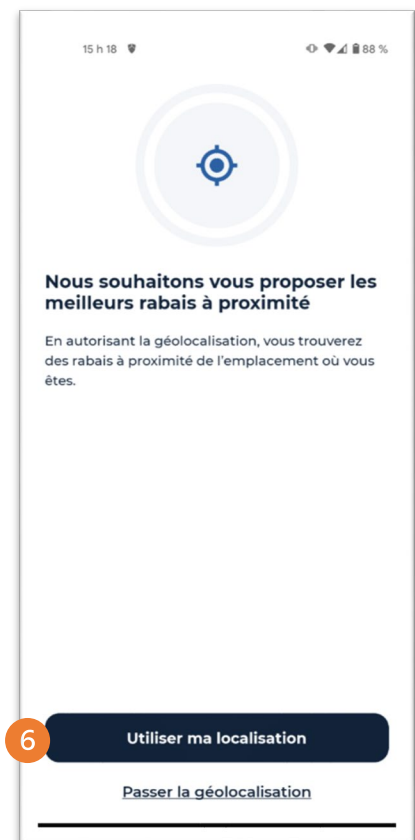 15 h 18 88 %
Nous souhaitons vous proposer les
meilleurs rabais à proximité
En autorisant la géolocalisation, vous trouverez
des rabais à proximité de l'emplacement où vous
êtes.
6 Utiliser ma localisation
Passer la géolocalisation